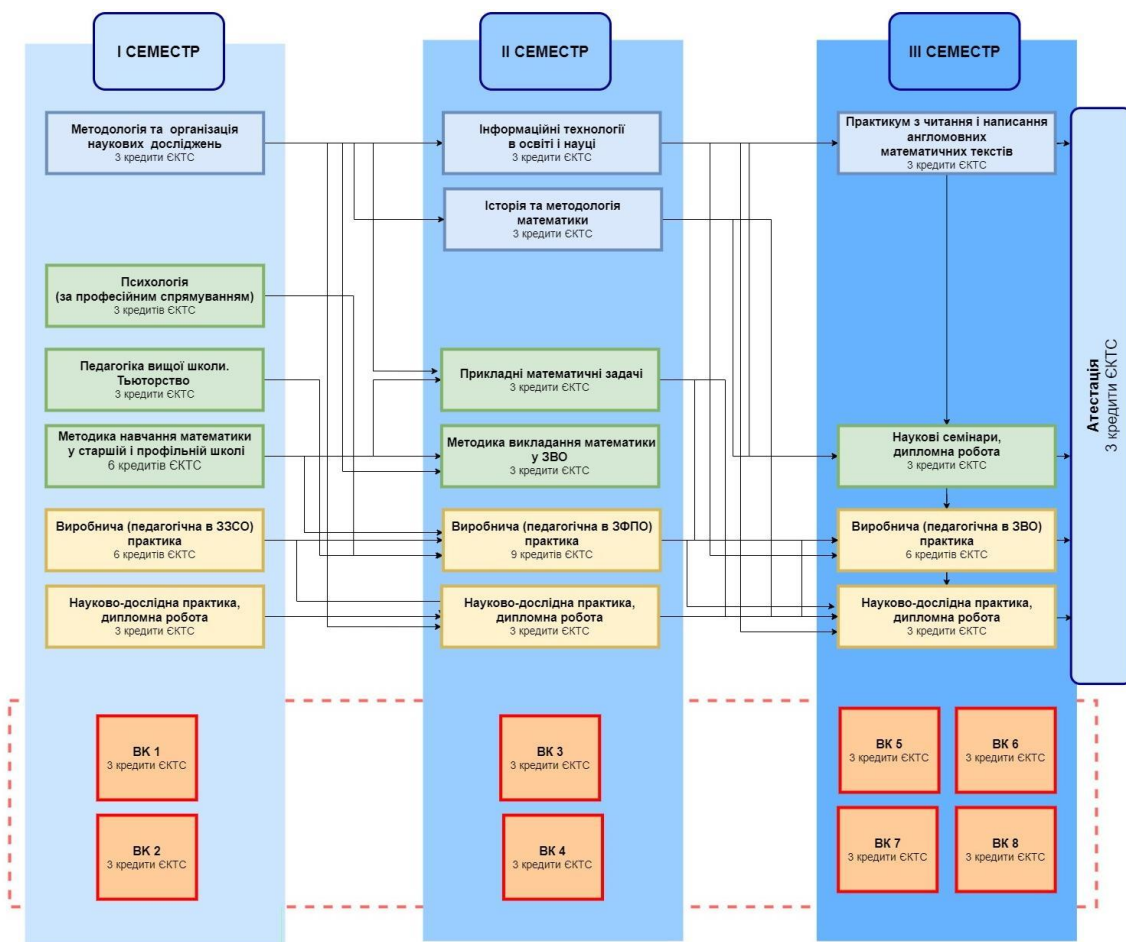 І СЕМЕСТР
Методологія та організація
наукових досліджень
3 кредити ЄКТС
Психологія
(за професійним спрямуванням)
3 кредитів ЄКТС
Педагогіка вищої школи.
Тьюторство
3 кредити ЄКТС
Методика навчання математики
у старшій і профільній школі
6 кредитів ЄКТС
Виробнича (педагогічна в ЗЗСО)
практика
6 кредитів ЄКТС
Науково-дослідна практика,
дипломна робота
3 кредити ЄКТС
ВК 1
3 кредити ЄКТС
ВК 2
3 кредити ЄКТС
ІІ СЕМЕСТР
Інформаційні технології
в освіті і науці
3 кредити ЄКТС
Історія та методологія
математики
3 кредити ЄКТС
Прикладні математичні задачі
3 кредити ЄКТС
Методика викладання математики
у ЗВО
3 кредити ЄКТС
Виробнича (педагогічна в ЗФПО)
практика
9 кредитів ЄКТС
Науково-дослідна практика,
дипломна робота
3 кредити ЄКТС
ВК 3
3 кредити ЄКТС
ВК 4
3 кредити ЄКТС
ІІІ СЕМЕСТР
Практикум з читання і написання
англомовних
математичних текстів
3 кредити ЄКТС
Наукові семінари,
дипломна робота
3 кредити ЄКТС
Виробнича (педагогічна в ЗВО)
практика
6 кредитів ЄКТС
Науково-дослідна практика,
дипломна робота
3 кредити ЄКТС
ВК 5
3 кредити ЄКТС
ВК 6
3 кредити ЄКТС
ВК 7
3 кредити ЄКТС
ВК 8
3 кредити ЄКТС
Атестація
3 кредити ЄКТС